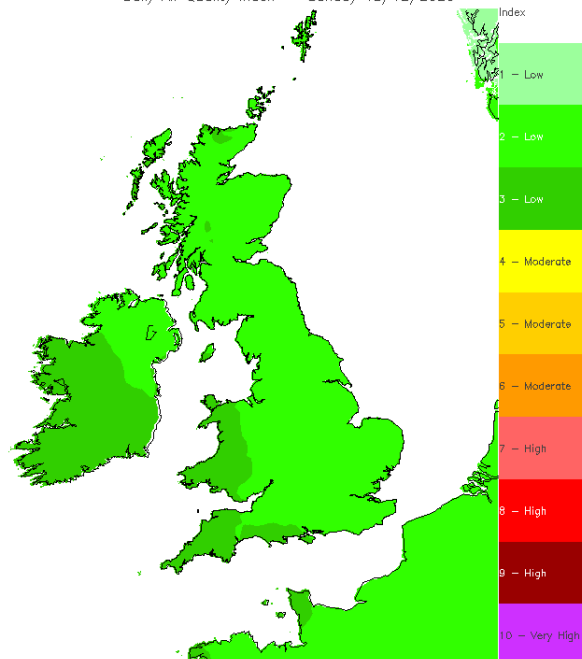 Index
1 - Low
2 - Low
3 - Low
4 - Moderate
5 - Moderate
6 - Moderate
7 - High
8 - High
9 - High
10 - Very High